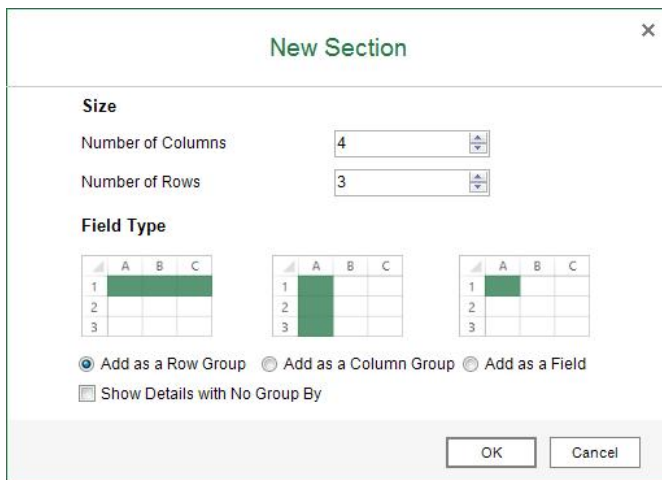 New Section
×
Size
Number of Columns 4
Number of Rows 3
Field Type
A B C A B C A B C
1 1 1
2 2 2
3 3 3
Add as a Row Group Add as a Column Group Add as a Field
Show Details with No Group By
OK Cancel